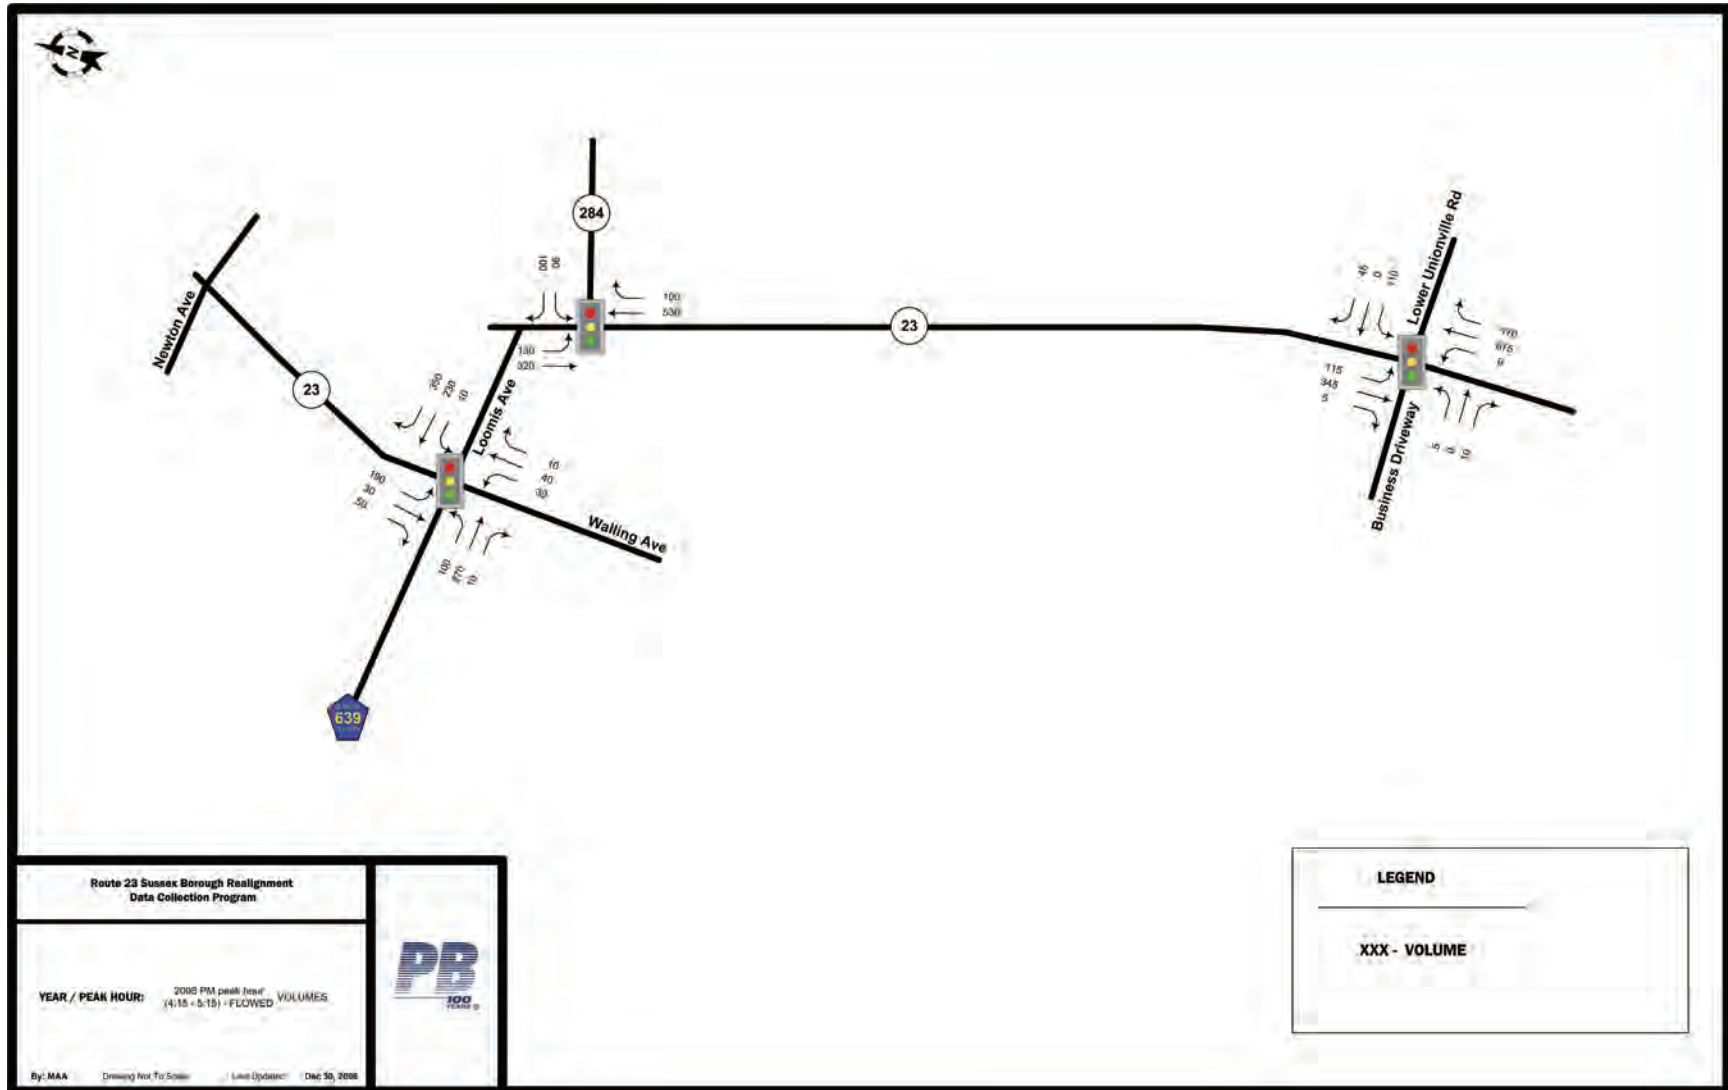 N
284
100
90
100
530
23
130
320
Newton Ave
23
Loomis Ave
350
230
10
10
40
30
190
30
50
100
270
10
Walling Ave
639
Lower Unionville Rd
45
0
110
675
0
115
345
5
5
0
10
Business Driveway
Route 23 Sussex Borough Realignment
Data Collection Program
YEAR / PEAK HOUR:
2008 PM peak hour
(4:15 - 5:15) - FLOWED VOLUMES
By: MAA Drawing Not To Scale Last Updated: Dec 30, 2008
PB
100
YEARS
LEGEND
XXX - VOLUME